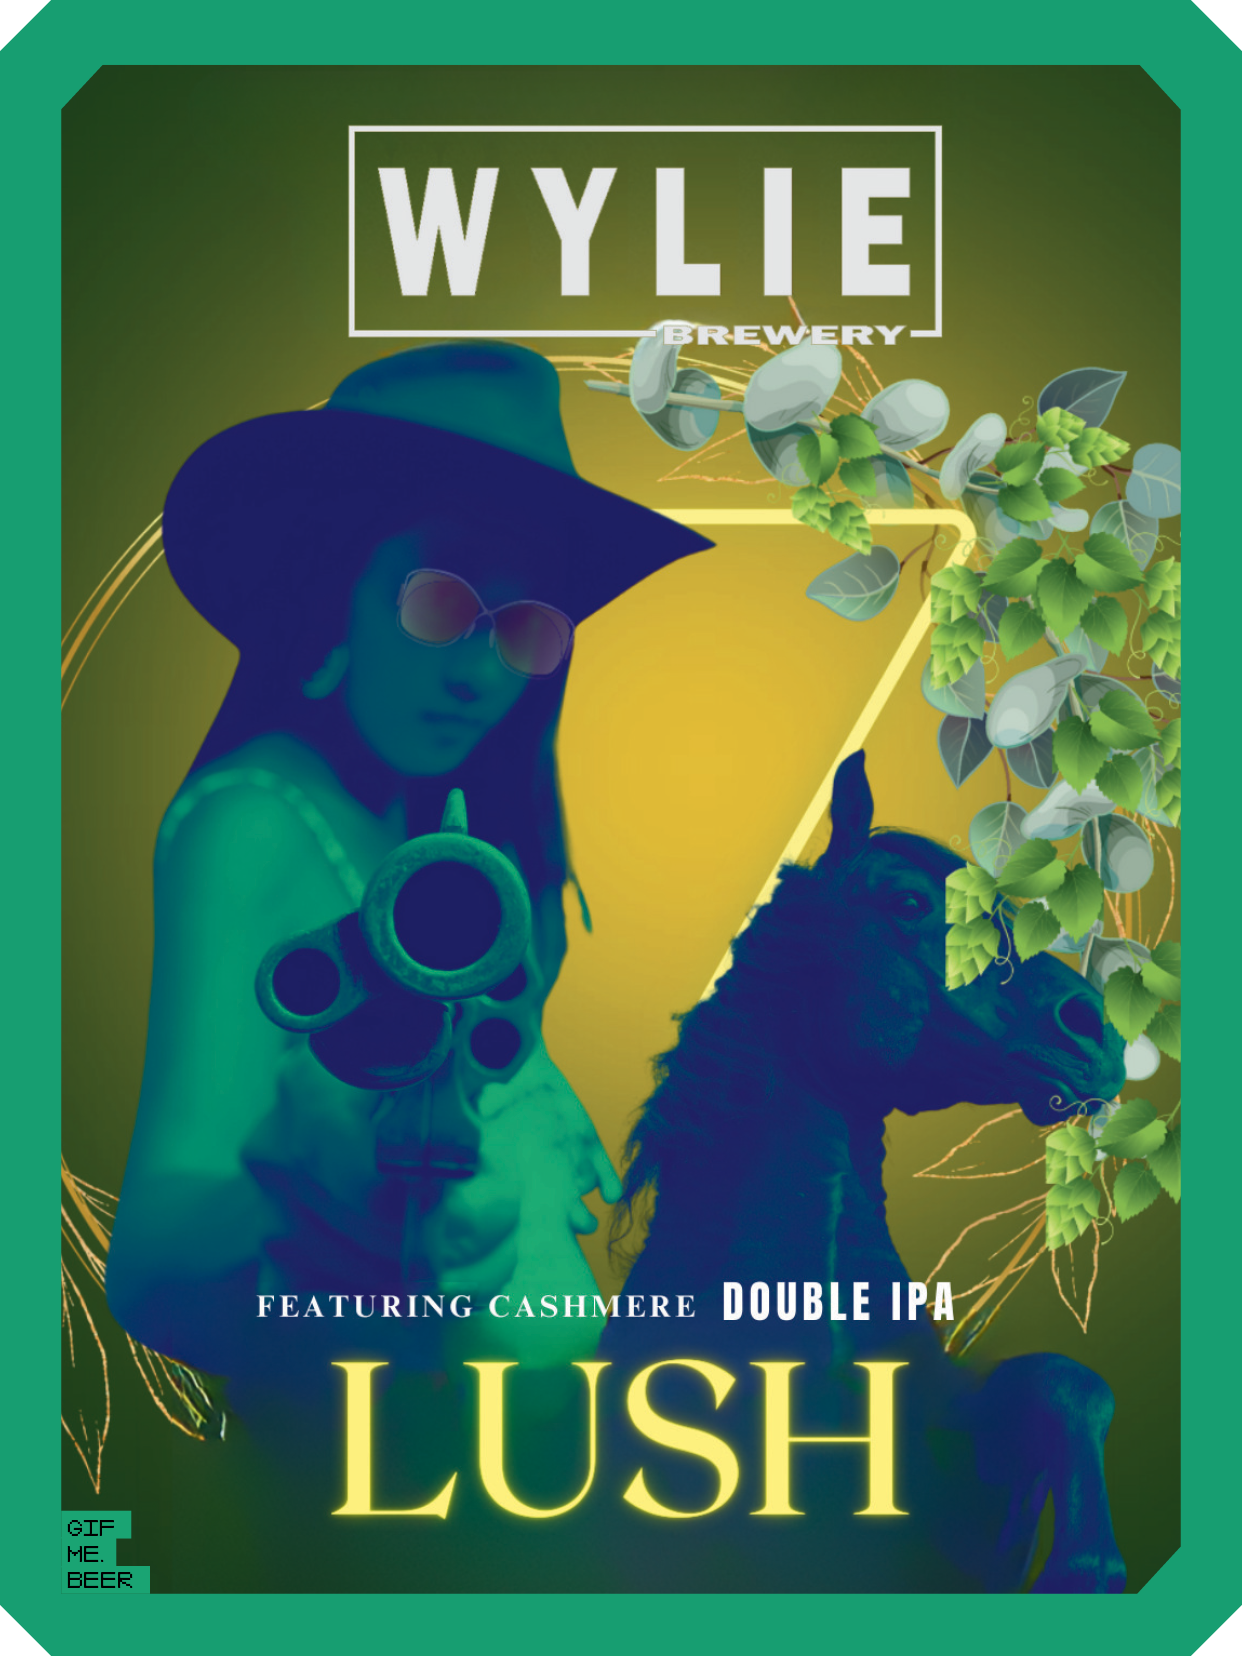 WYLIE
BREWERY
FEATURING CASHMERE DOUBLE IPA
LUSH
GIF
ME.
BEER